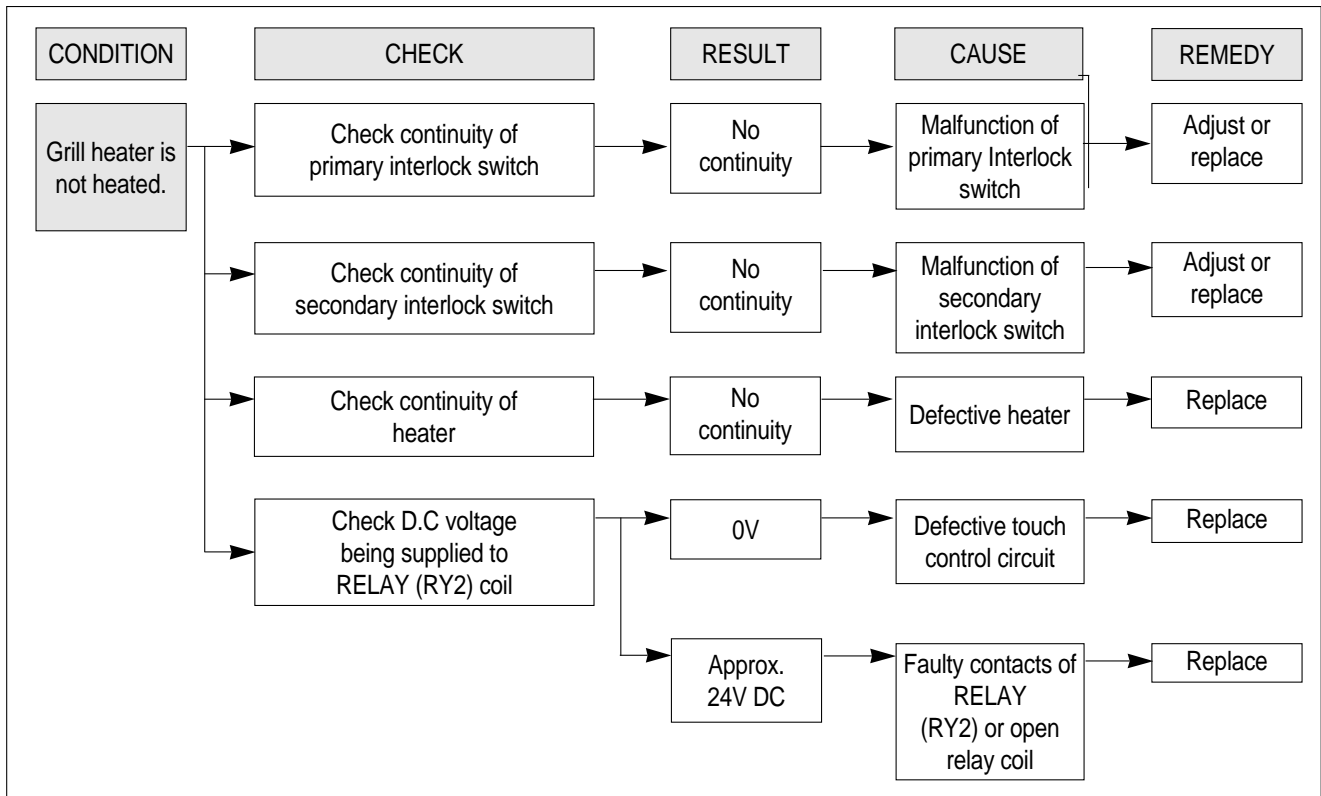 CONDITION
CHECK
RESULT
CAUSE
REMEDY
Grill heater is
not heated.
Check continuity of
primary interlock switch
No
continuity
Malfunction of
primary Interlock
switch
Adjust or
replace
Check continuity of
secondary interlock switch
No
continuity
Malfunction of
secondary
interlock switch
Adjust or
replace
Check continuity of
heater
No
continuity
Defective heater
Replace
Check D.C voltage
being supplied to
RELAY (RY2) coil
0V
Defective touch
control circuit
Replace
Approx.
24V DC
Faulty contacts of
RELAY
(RY2) or open
relay coil
Replace